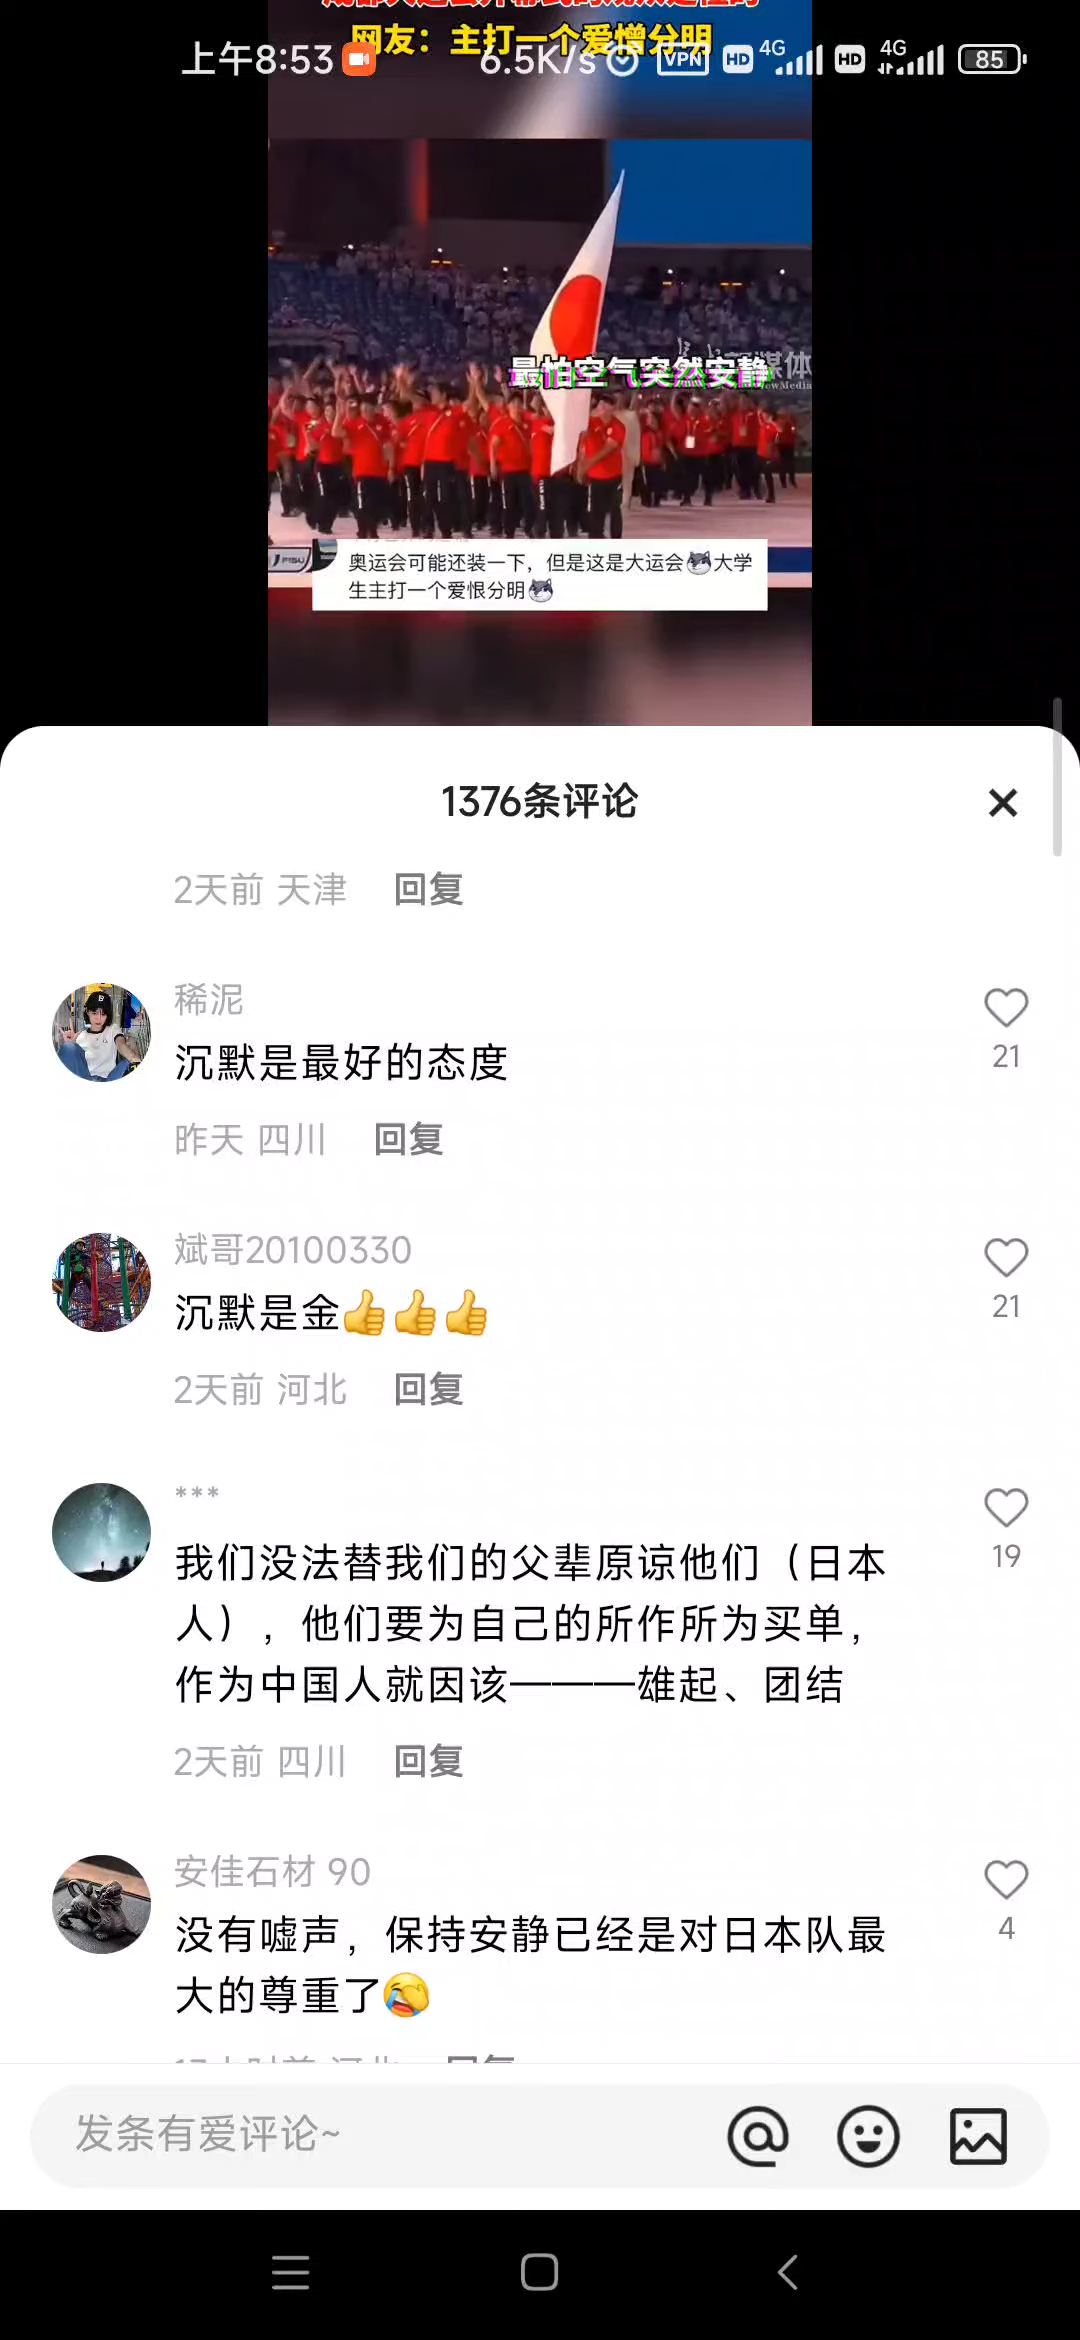 网友：主打一个爱憎分明
上午8:53 6.5K/s VPN HD 4G HD 4G 85
最怕空气突然安静
媒体
NewMedia
FISU
奥运会可能还装一下，但是这是大运会大学
生主打一个爱恨分明
1376条评论
2天前 天津 回复
稀泥
沉默是最好的态度
21
昨天 四川 回复
斌哥20100330
沉默是金👍👍👍
21
2天前 河北 回复
***
我们没法替我们的父辈原谅他们（日本
19
人），他们要为自己的所作所为买单，
作为中国人就因该———雄起、团结
2天前 四川 回复
安佳石材 90
没有嘘声，保持安静已经是对日本队最
4
大的尊重了
发条有爱评论~